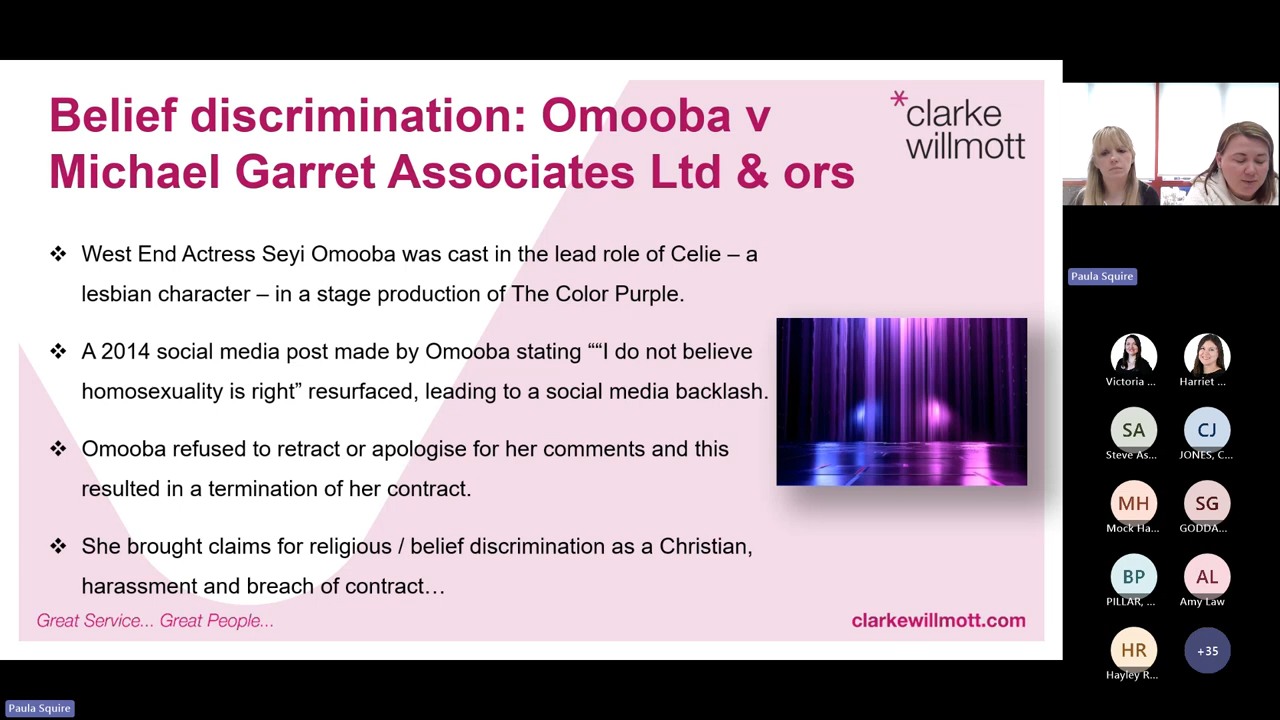 Belief discrimination: Omooba v
Michael Garret Associates Ltd & ors
*clarke
willmott
❖ West End Actress Seyi Omooba was cast in the lead role of Celie – a
lesbian character – in a stage production of The Color Purple.
❖ A 2014 social media post made by Omooba stating ““I do not believe
homosexuality is right” resurfaced, leading to a social media backlash.
❖ Omooba refused to retract or apologise for her comments and this
resulted in a termination of her contract.
❖ She brought claims for religious / belief discrimination as a Christian,
harassment and breach of contract…
Great Service... Great People...
clarkewillmott.com
Paula Squire
Victoria ...
Harriet ...
SA
CJ
Steve As...
JONES, C...
MH
SG
Mock Ha...
GODDA...
BP
AL
PILLAR, ...
Amy Law
HR
+35
Hayley R...
Paula Squire